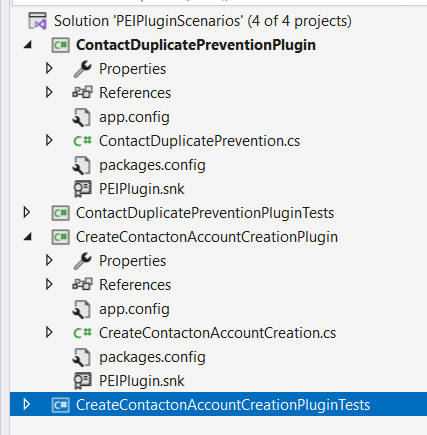 Solution 'PEIPluginScenarios' (4 of 4 projects)
C# ContactDuplicatePreventionPlugin
Properties
References
app.config
C# ContactDuplicatePrevention.cs
packages.config
PEIPlugin.snk
C# ContactDuplicatePreventionPluginTests
C# CreateContactonAccountCreationPlugin
Properties
References
app.config
C# CreateContactonAccountCreation.cs
packages.config
PEIPlugin.snk
C# CreateContactonAccountCreationPluginTests